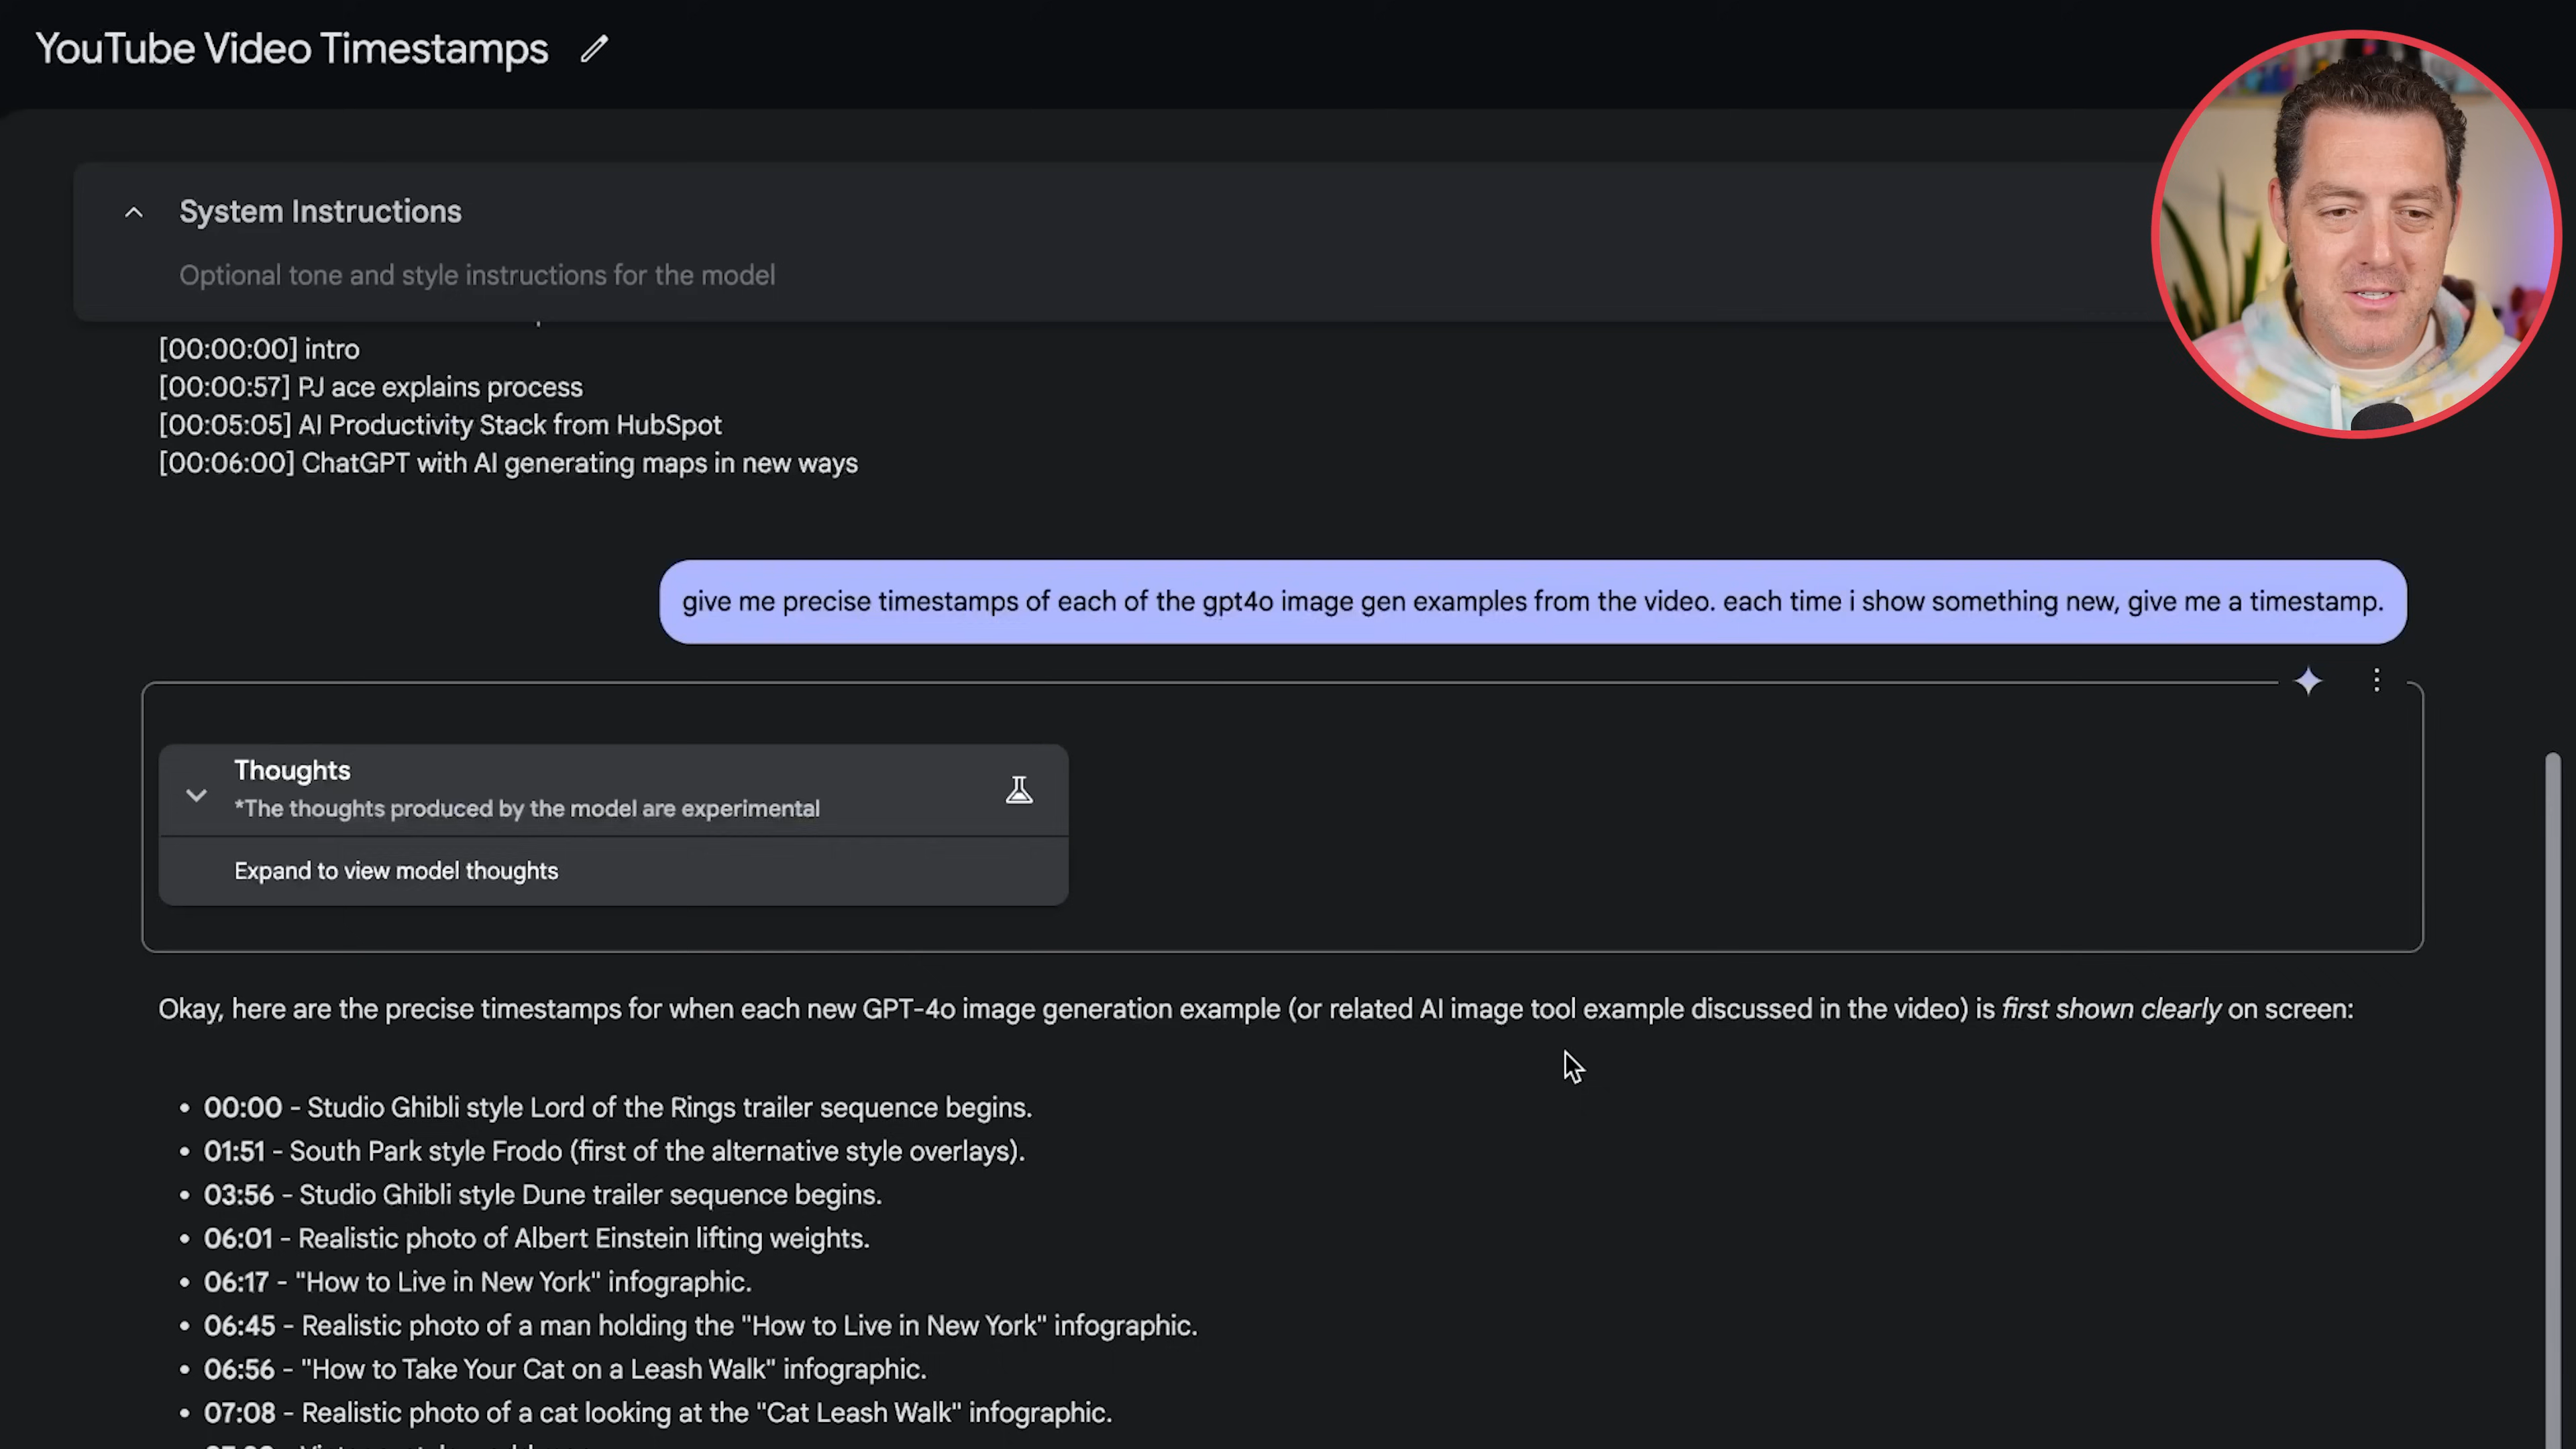 YouTube Video Timestamps
System Instructions
Optional tone and style instructions for the model
[00:00:00] intro
[00:00:57] PJ ace explains process
[00:05:05] AI Productivity Stack from HubSpot
[00:06:00] ChatGPT with AI generating maps in new ways
give me precise timestamps of each of the gpt4o image gen examples from the video. each time i show something new, give me a timestamp.
Thoughts
*The thoughts produced by the model are experimental
Expand to view model thoughts
Okay, here are the precise timestamps for when each new GPT-4o image generation example (or related AI image tool example discussed in the video) is first shown clearly on screen:
• 00:00 - Studio Ghibli style Lord of the Rings trailer sequence begins.
• 01:51 - South Park style Frodo (first of the alternative style overlays).
• 03:56 - Studio Ghibli style Dune trailer sequence begins.
• 06:01 - Realistic photo of Albert Einstein lifting weights.
• 06:17 - "How to Live in New York" infographic.
• 06:45 - Realistic photo of a man holding the "How to Live in New York" infographic.
• 06:56 - "How to Take Your Cat on a Leash Walk" infographic.
• 07:08 - Realistic photo of a cat looking at the "Cat Leash Walk" infographic.